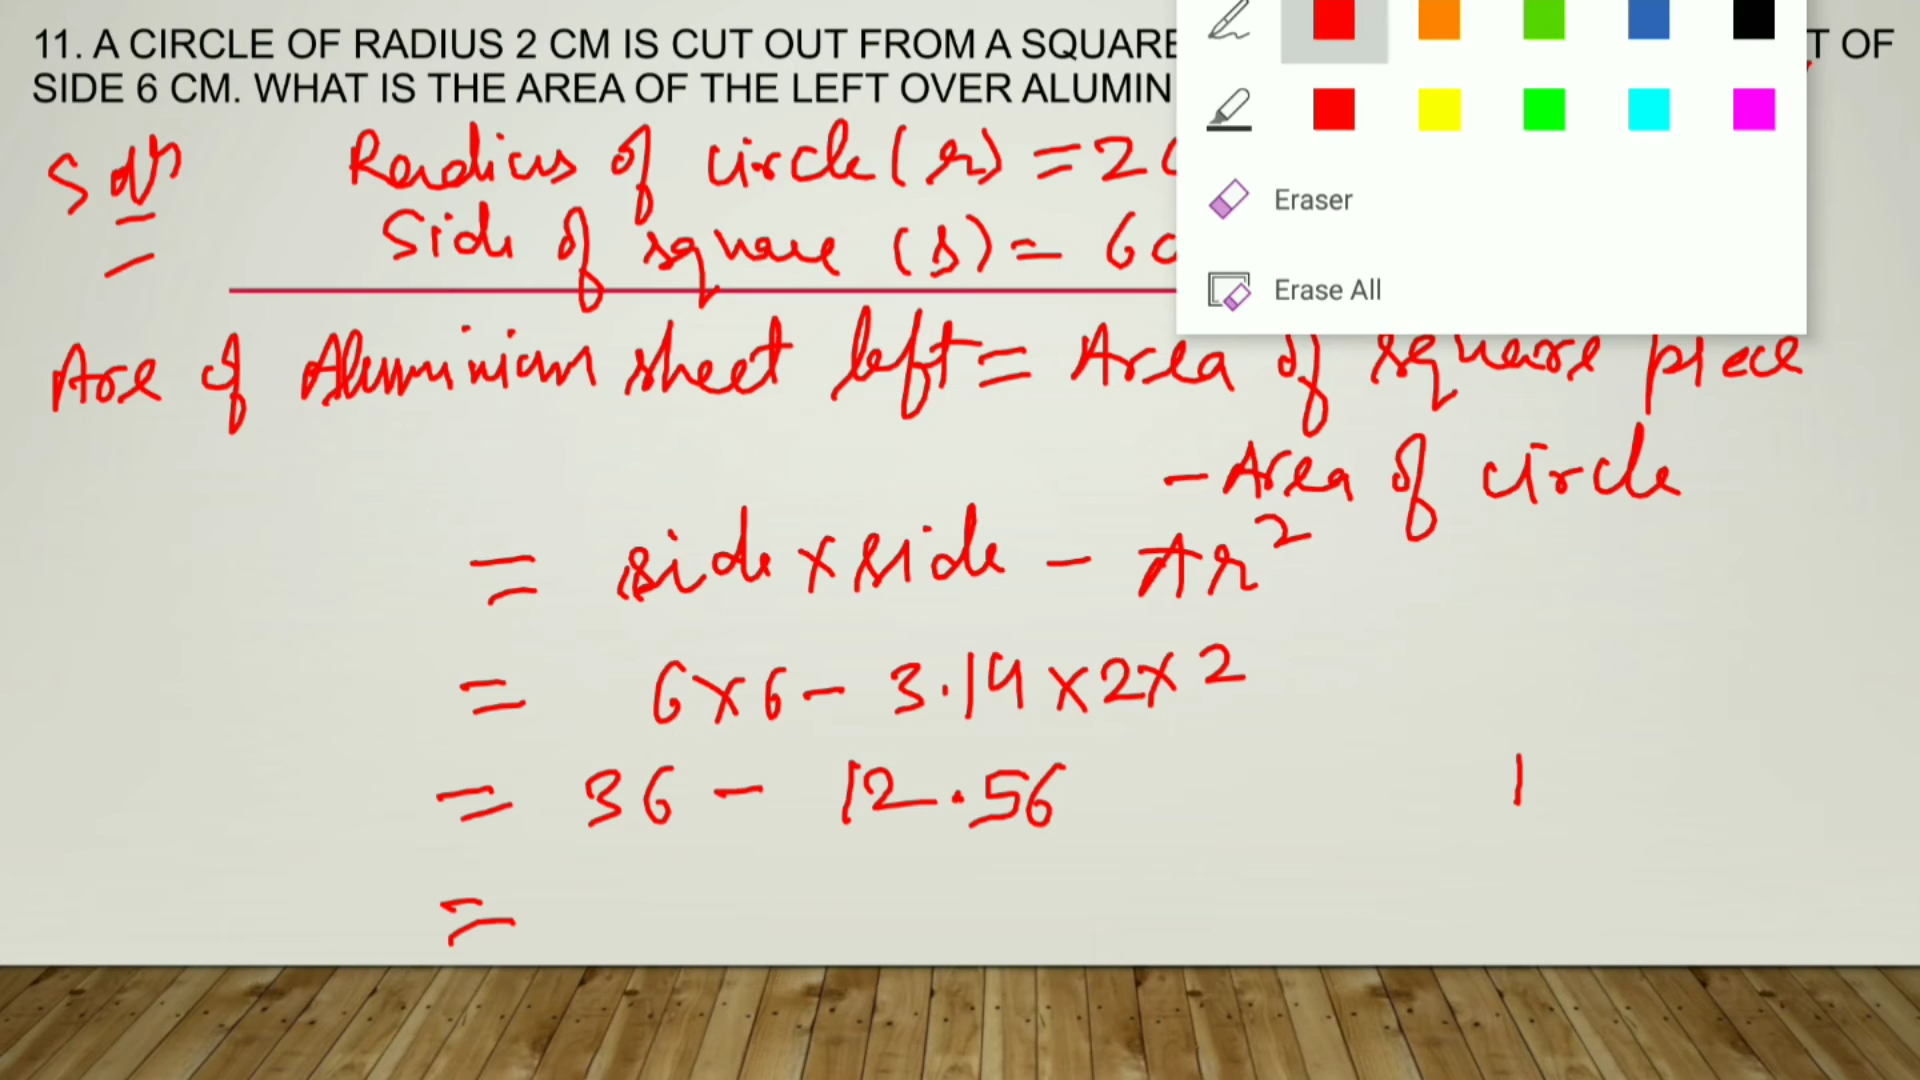 11. A CIRCLE OF RADIUS 2 CM IS CUT OUT FROM A SQUARE T OF
SIDE 6 CM. WHAT IS THE AREA OF THE LEFT OVER ALUMIN
Soln Radius of circle (r) = 2
Side of square (s) = 6c
Are of Aluminium sheet left = Area of square piece
- Area of circle
= side × side - πr²
= 6×6 - 3.14 × 2 × 2
= 36 - 12.56
=
Eraser
Erase All